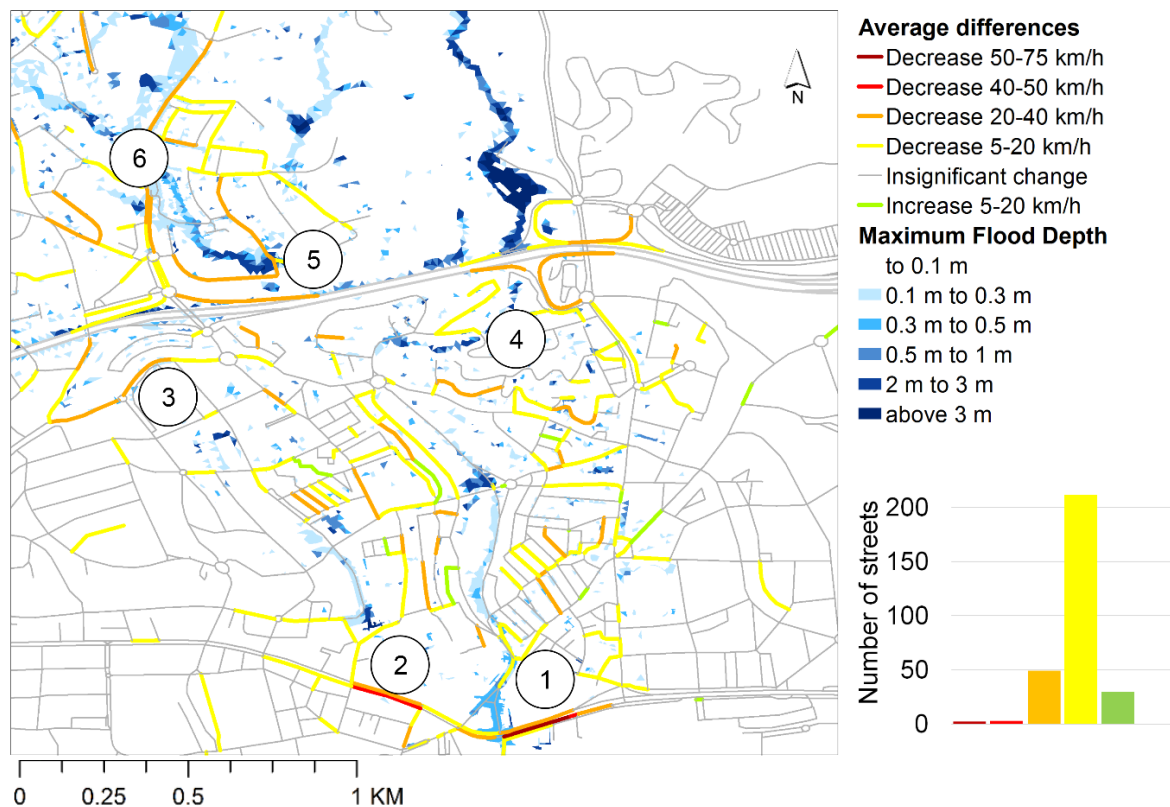 6
5
4
3
2
1
N
0
0.25
0.5
1 KM
Average differences
Decrease 50-75 km/h
Decrease 40-50 km/h
Decrease 20-40 km/h
Decrease 5-20 km/h
Insignificant change
Increase 5-20 km/h
Maximum Flood Depth
to 0.1 m
0.1 m to 0.3 m
0.3 m to 0.5 m
0.5 m to 1 m
2 m to 3 m
above 3 m
Number of streets
200
150
100
50
0